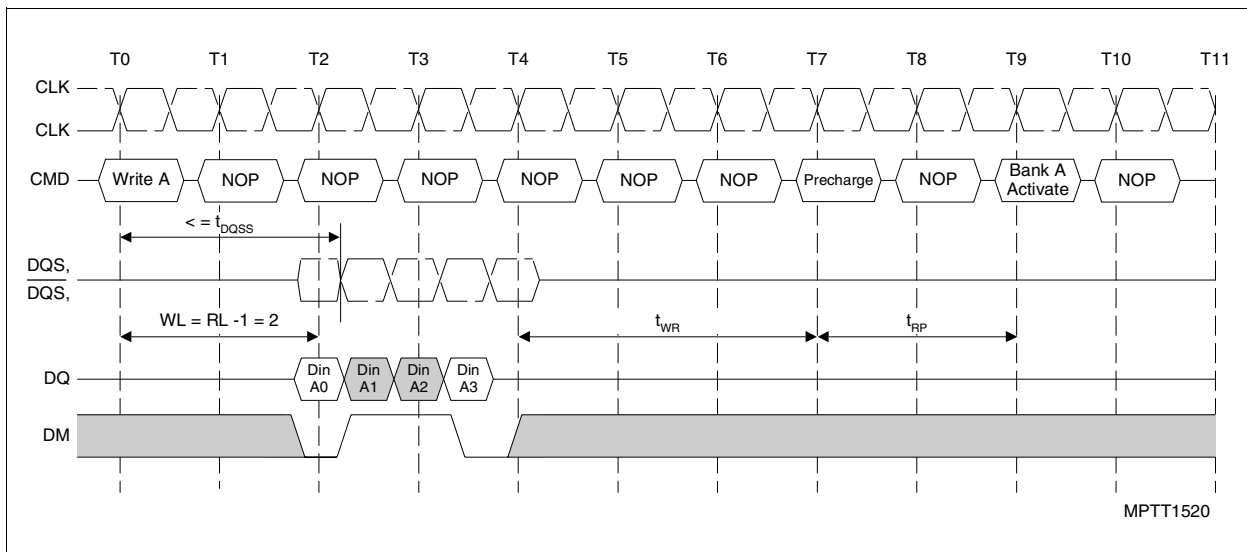 T0 T1 T2 T3 T4 T5 T6 T7 T8 T9 T10 T11
CLK
CLK
CMD Write A NOP NOP NOP NOP NOP NOP Precharge NOP Bank A Activate NOP
< = tDQSS
DQS,
DQS,
WL = RL -1 = 2 tWR tRP
DQ Din A0 Din A1 Din A2 Din A3
DM
MPTT1520